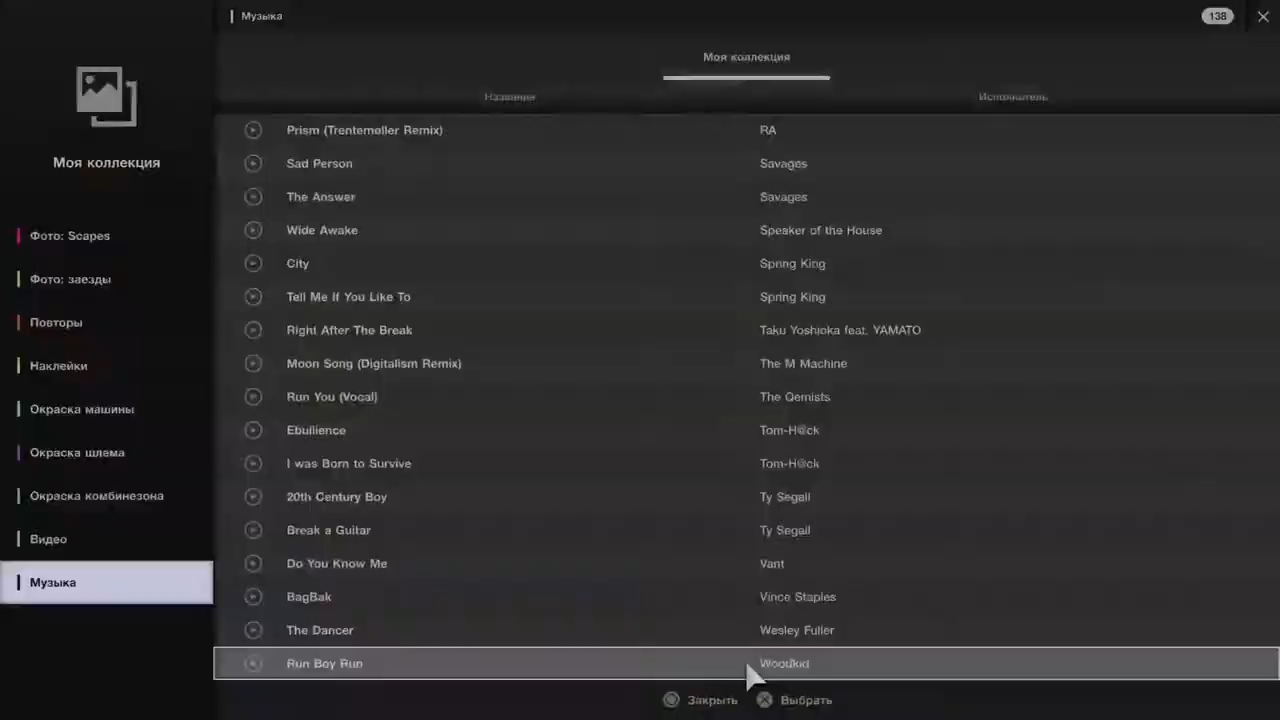 Музыка
138
Моя коллекция
Название Исполнитель
Prism (Trentemøller Remix) RA
Sad Person Savages
The Answer Savages
Wide Awake Speaker of the House
City Spring King
Tell Me If You Like To Spring King
Right After The Break Taku Yoshioka feat. YAMATO
Moon Song (Digitalism Remix) The M Machine
Run You (Vocal) The Qemists
Ebullience Tom-H@ck
I was Born to Survive Tom-H@ck
20th Century Boy Ty Segall
Break a Guitar Ty Segall
Do You Know Me Vant
BagBak Vince Staples
The Dancer Wesley Fuller
Run Boy Run Woodkid
Закрыть Выбрать
Моя коллекция
Фото: Scapes
Фото: заезды
Повторы
Наклейки
Окраска машины
Окраска шлема
Окраска комбинезона
Видео
Музыка